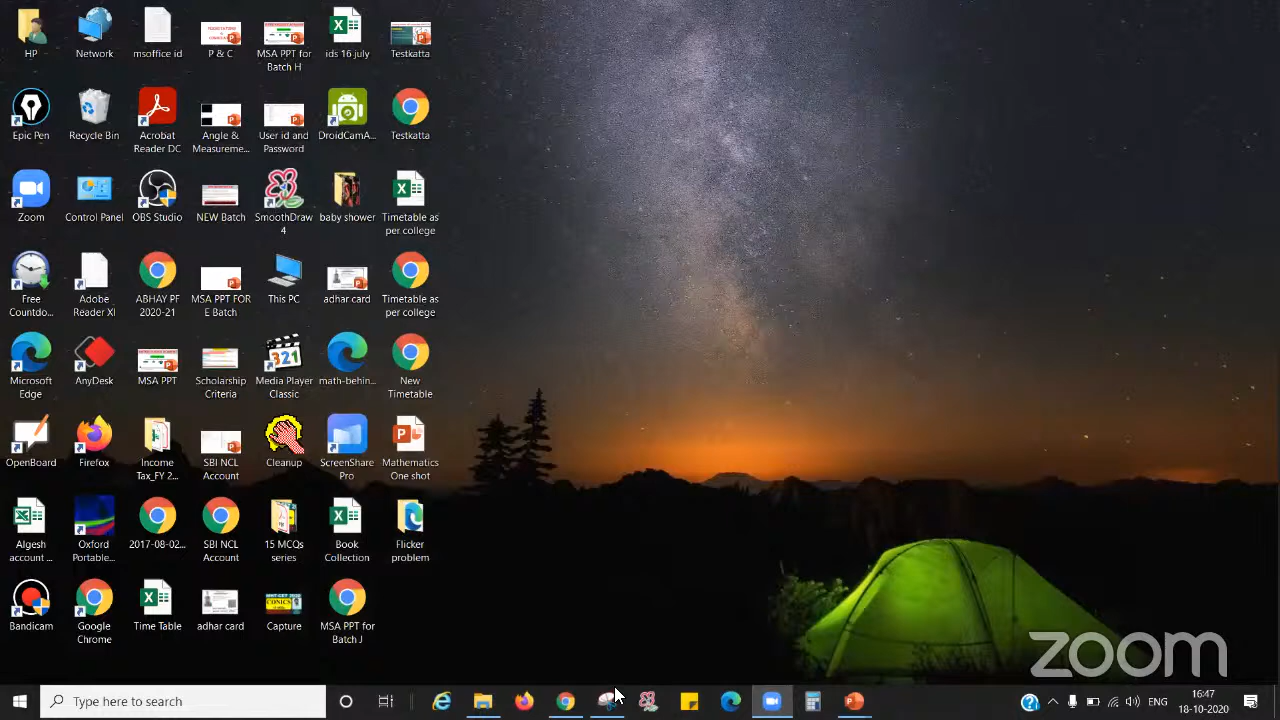 HP
Network
msoffice id
P & C
MSA PPT for
Batch H
ids 16 july
Testkatta
Epic Pen
Recycle Bin
Acrobat
Reader DC
Angle &
Measureme...
User id and
Password
DroidCamA...
Testkatta
Zoom
Control Panel
OBS Studio
NEW Batch
SmoothDraw
4
baby shower
Timetable as
per college
Free
Countdo...
Adobe
Reader XI
ABHAY PF
2020-21
MSA PPT FOR
E Batch
This PC
adhar card
Timetable as
per college
Microsoft
Edge
AnyDesk
MSA PPT
Scholarship
Criteria
321
Media Player
Classic
math-behin...
New
Timetable
OpenBoard
Firefox
Income
Tax_FY 2...
SBI NCL
Account
Cleanup
ScreenShare
Pro
Mathematics
One shot
Algesh
account ...
Oxford
Portable...
2017-08-02...
SBI NCL
Account
15 MCQs
series
Book
Collection
Flicker
problem
Bandicam
Google
Chrome
Time Table
adhar card
CONICS
Capture
MSA PPT for
Batch J
zoom
Type here to search
ENG
16:47
18-10-2020